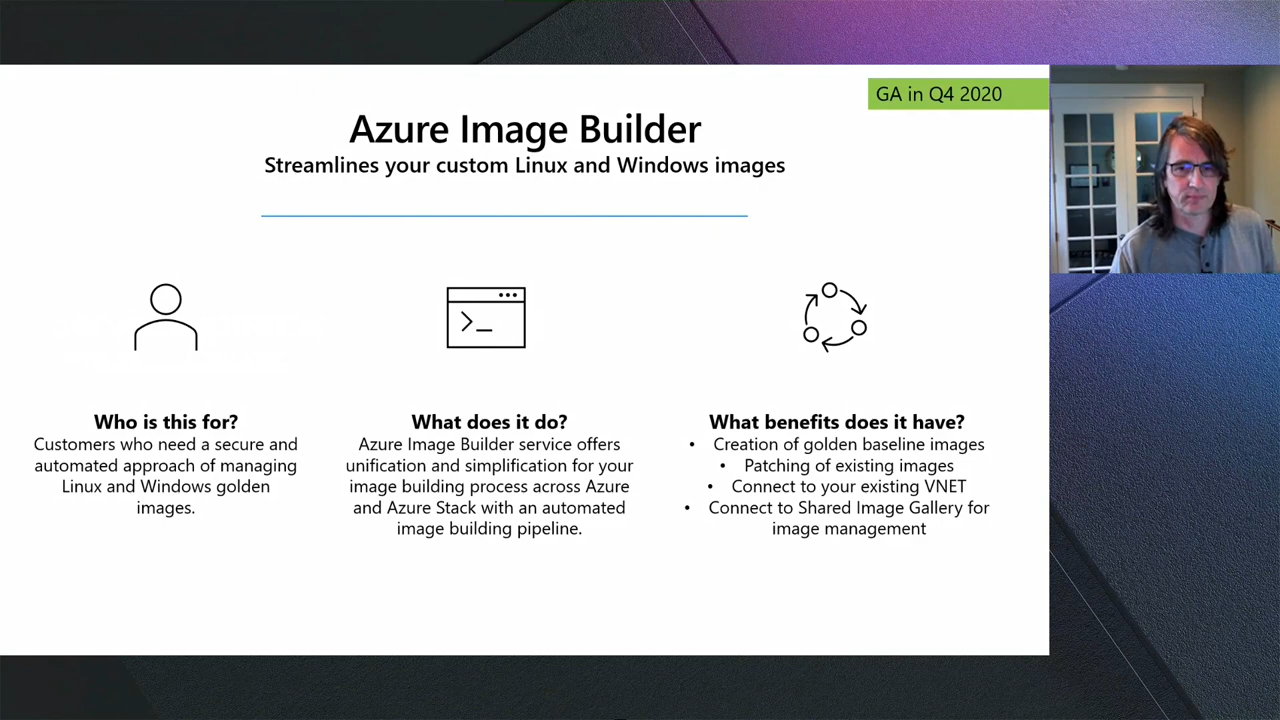 GA in Q4 2020
Azure Image Builder
Streamlines your custom Linux and Windows images
Who is this for?
Customers who need a secure and
automated approach of managing
Linux and Windows golden
images.
What does it do?
Azure Image Builder service offers
unification and simplification for your
image building process across Azure
and Azure Stack with an automated
image building pipeline.
What benefits does it have?
• Creation of golden baseline images
• Patching of existing images
• Connect to your existing VNET
• Connect to Shared Image Gallery for
image management